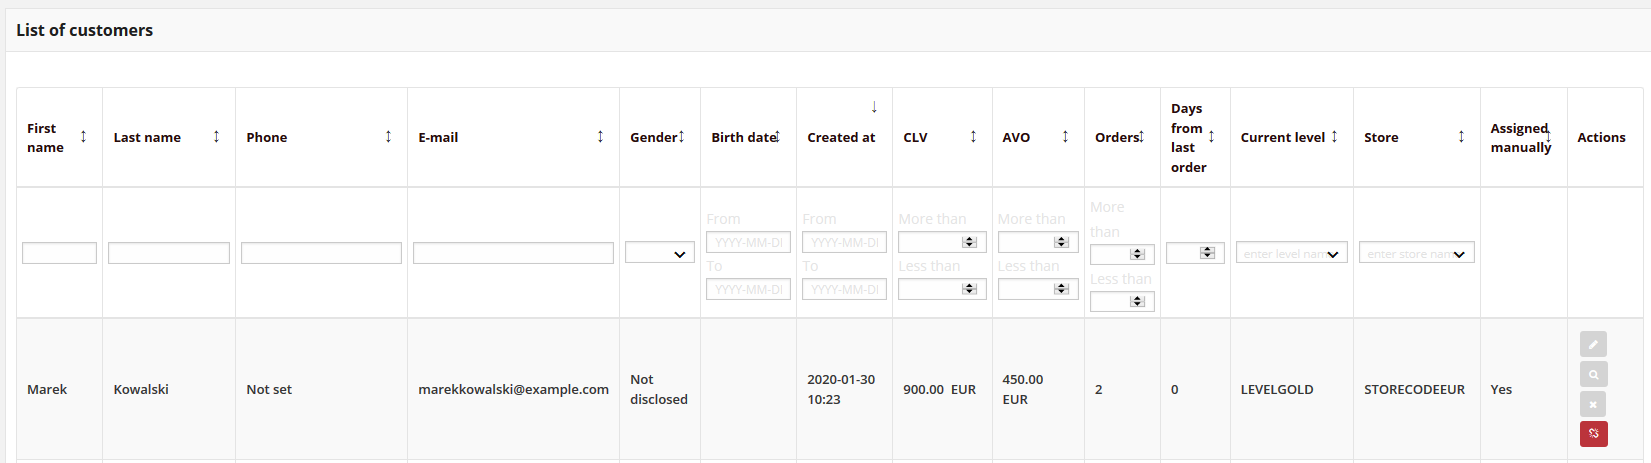 List of customers
First name
Last name
Phone
E-mail
Gender
Birth date
Created at
CLV
AVO
Orders
Days from last order
Current level
Store
Assigned manually
Actions
From
YYYY-MM-DI
To
YYYY-MM-DI
From
YYYY-MM-DI
To
YYYY-MM-DI
More than
Less than
More than
Less than
More than
Less than
enter level nam
enter store nam
Marek
Kowalski
Not set
marekkowalski@example.com
Not disclosed
2020-01-30 10:23
900.00 EUR
450.00 EUR
2
0
LEVELGOLD
STORECODEEUR
Yes